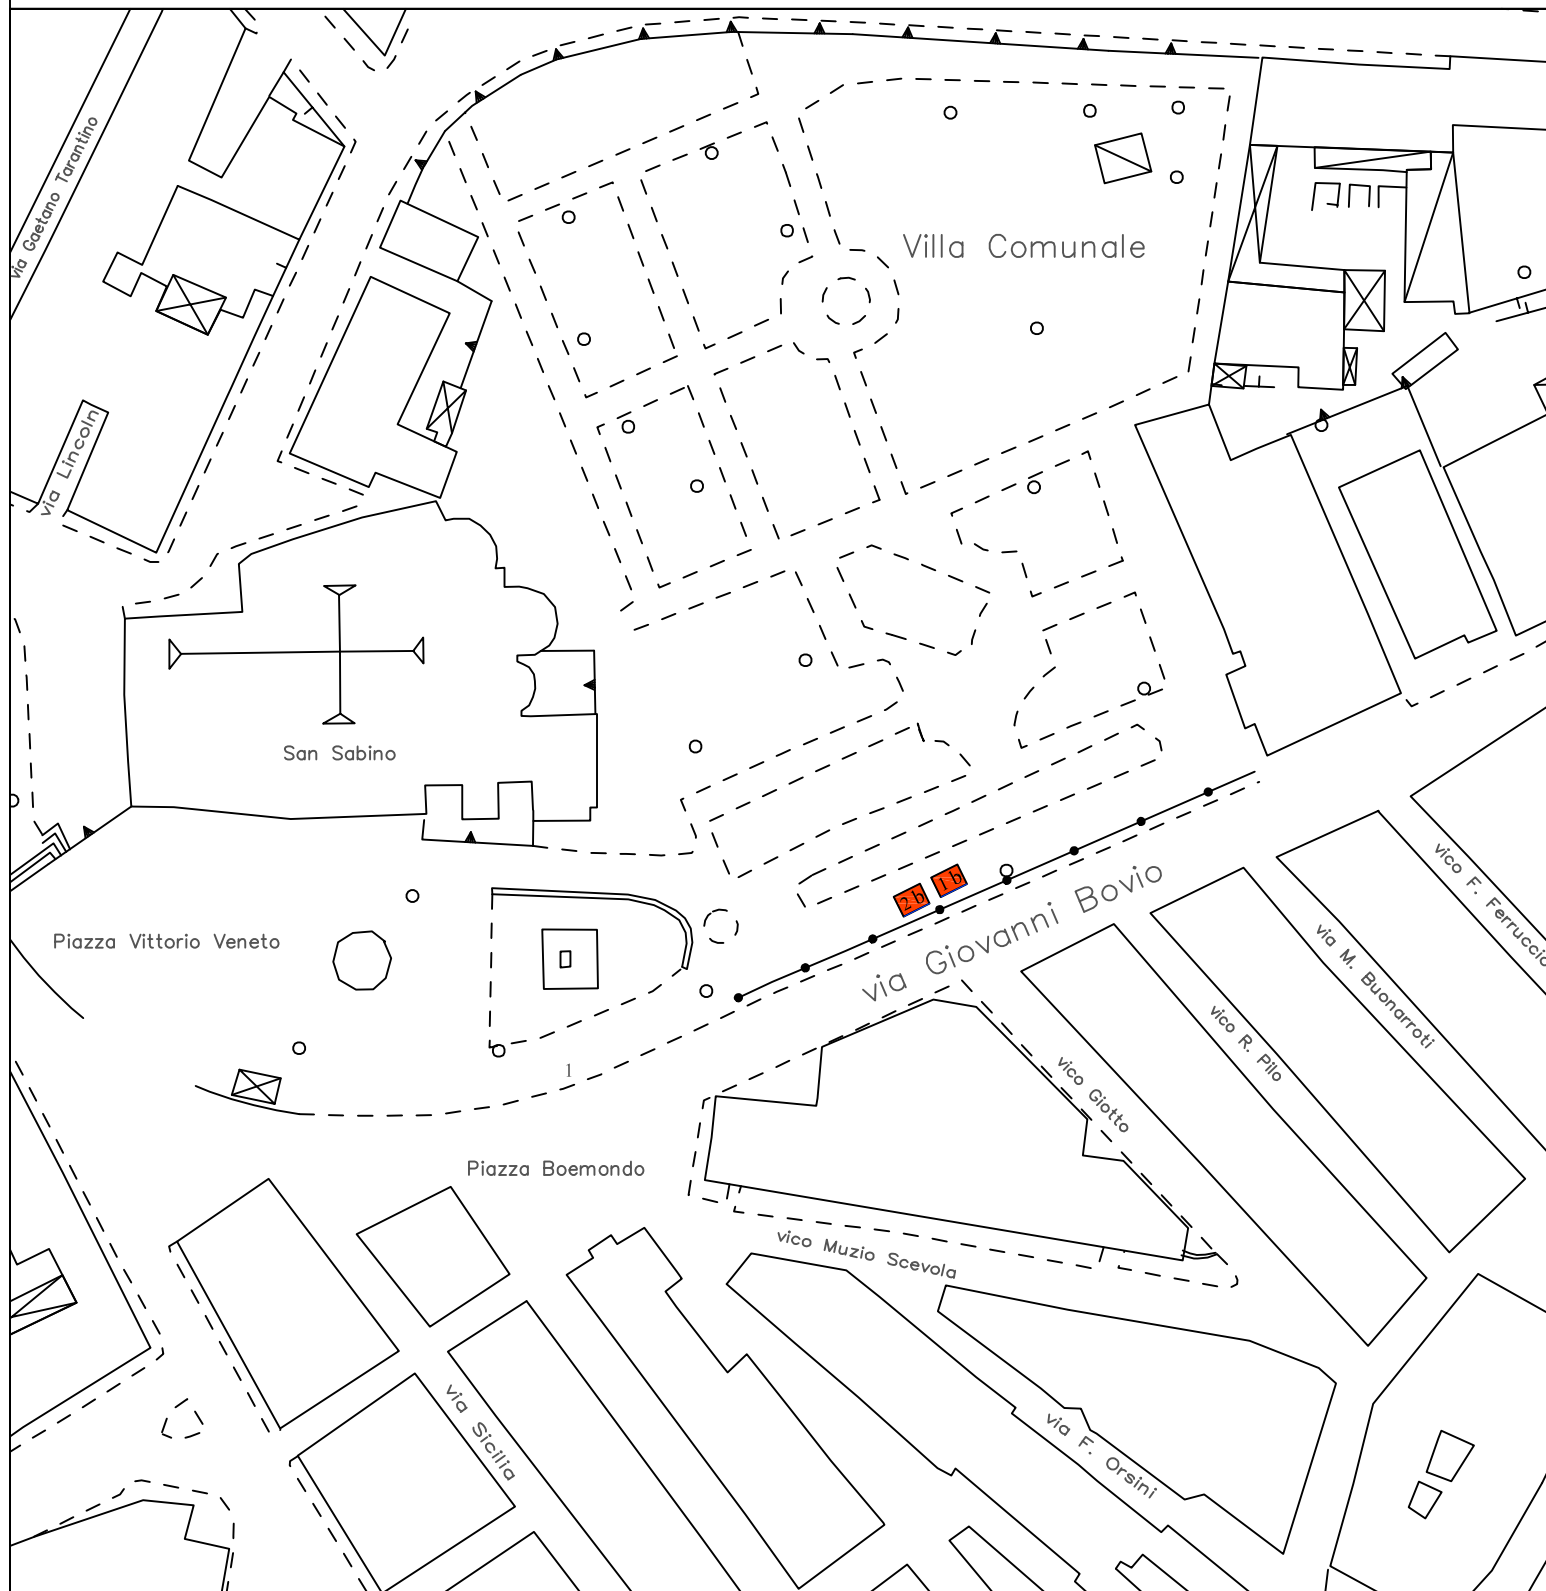 via Gaetano Tarantino
Villa Comunale
via Lincoln
San Sabino
vico F. Ferruccio
1 b
2 b
via Giovanni Bovio
via M. Buonarroti
Piazza Vittorio Veneto
vico R. Pilo
vico Giotto
1
Piazza Boemondo
vico Muzio Scevola
via Sicilia
via F. Orsini